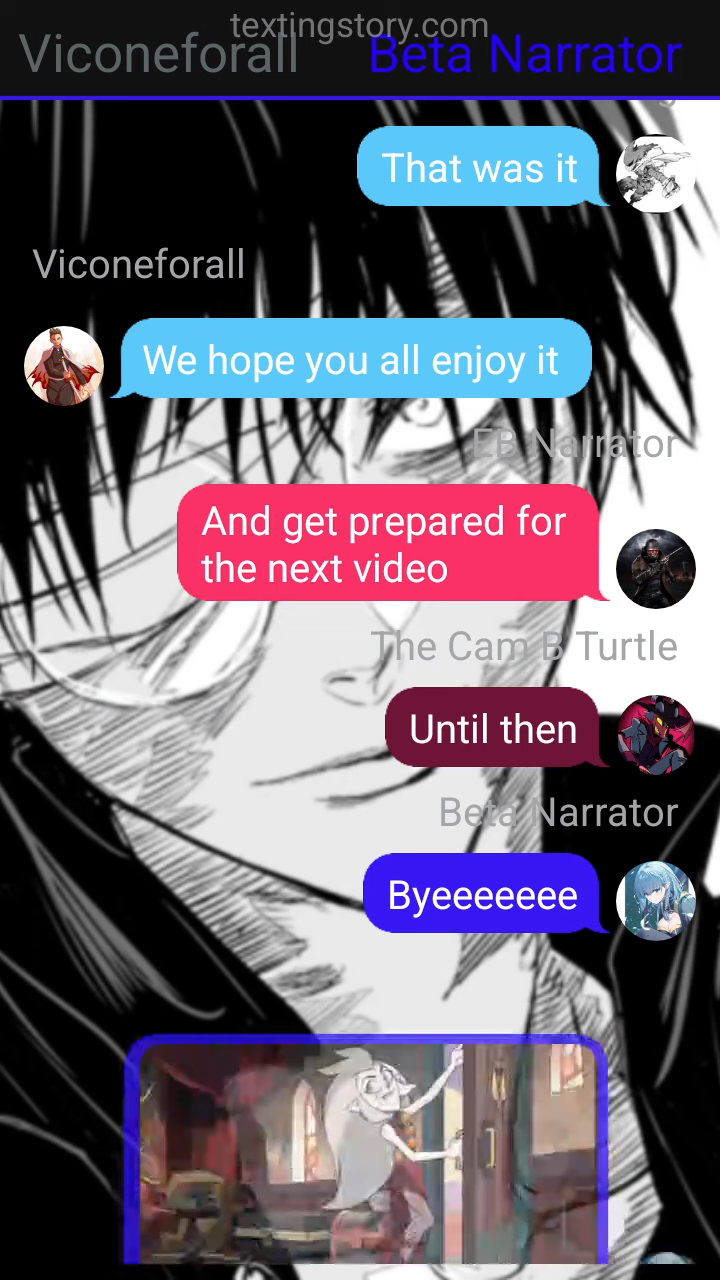 textingstory.com
Viconeforall
Beta Narrator
That was it
Viconeforall
We hope you all enjoy it
EB Narrator
And get prepared for
the next video
The Cam B Turtle
Until then
Beta Narrator
Byeeeeeee